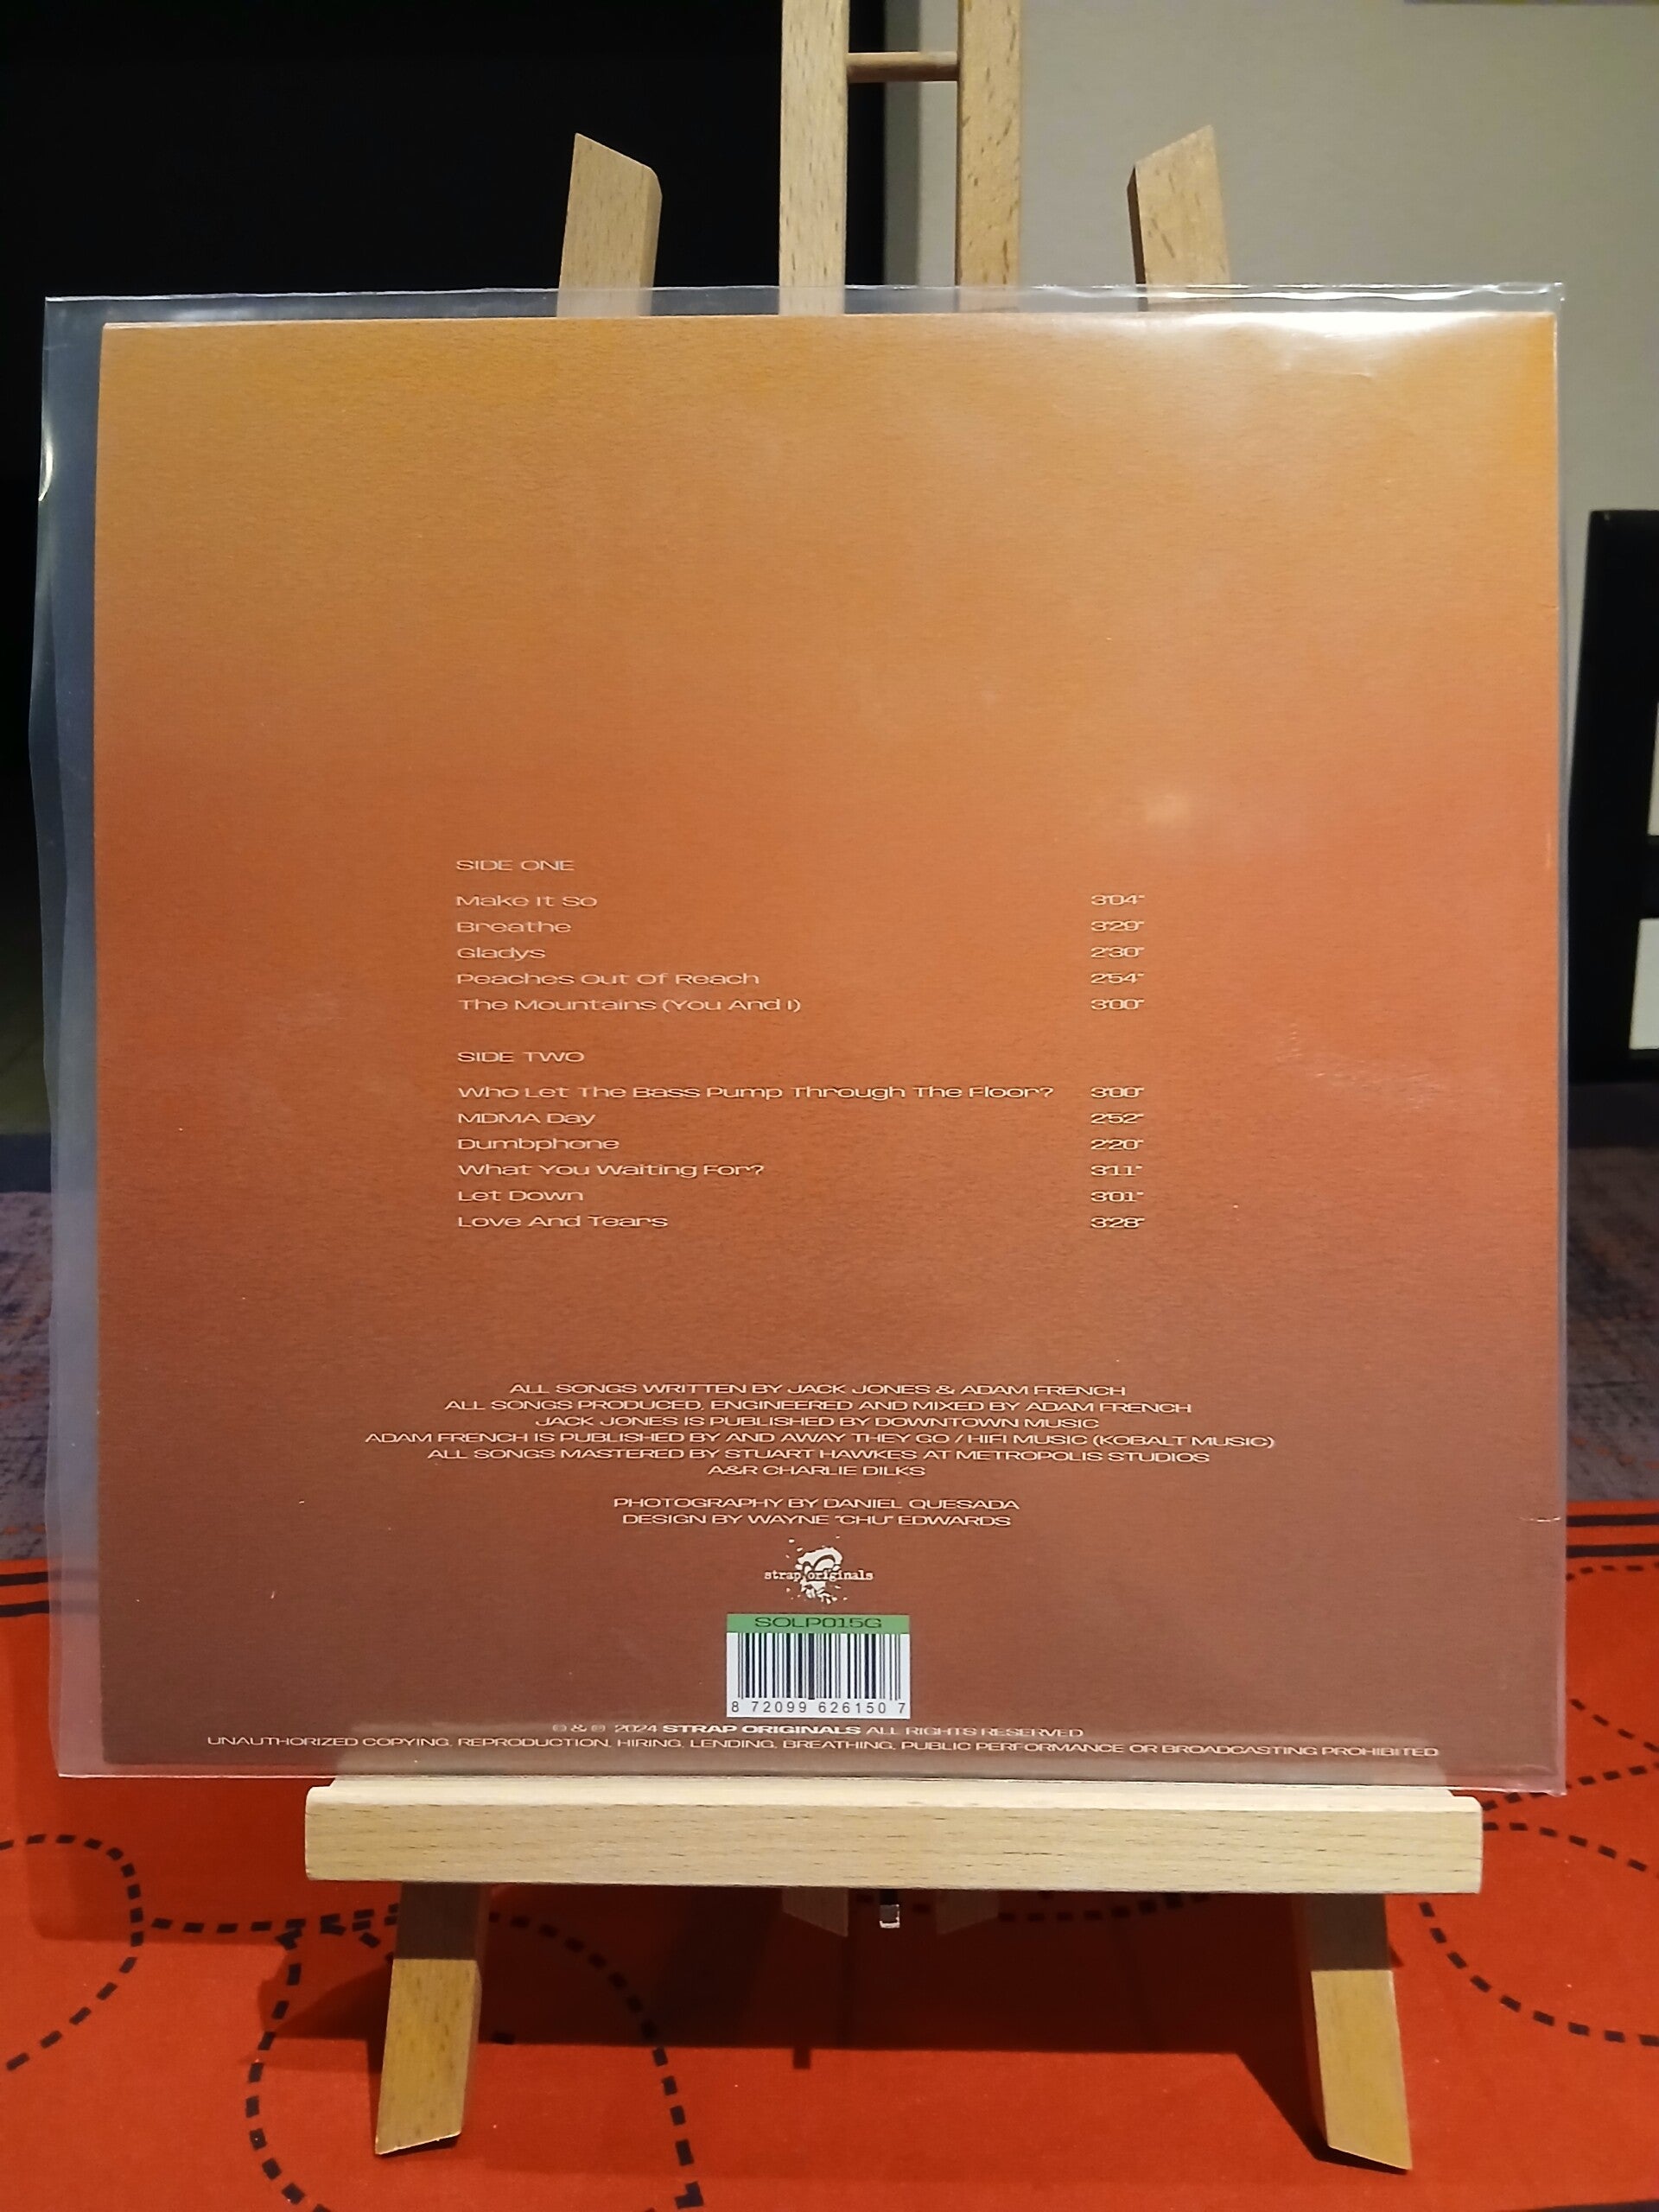 SIDE ONE
Make It So 3'04"
Breathe 3'29"
Gladys 2'30"
Peaches Out Of Reach 2'54"
The Mountains (You And I) 3'00"
SIDE TWO
Who Let The Bass Pump Through The Floor? 3'00"
MDMA Day 2'52"
Dumbphone 2'20"
What You Waiting For? 3'11"
Let Down 3'01"
Love And Tears 3'28"
ALL SONGS WRITTEN BY JACK JONES & ADAM FRENCH
ALL SONGS PRODUCED, ENGINEERED AND MIXED BY ADAM FRENCH
JACK JONES IS PUBLISHED BY DOWNTOWN MUSIC
ADAM FRENCH IS PUBLISHED BY AND AWAY THEY GO / HIFI MUSIC (KOBALT MUSIC)
ALL SONGS MASTERED BY STUART HAWKES AT METROPOLIS STUDIOS
A&R CHARLIE DILKS
PHOTOGRAPHY BY DANIEL QUESADA
DESIGN BY WAYNE "CHU" EDWARDS
strap originals
SOLP015G
8 72099 626150 7
© & ℗ 2024 STRAP ORIGINALS ALL RIGHTS RESERVED
UNAUTHORIZED COPYING, REPRODUCTION, HIRING, LENDING, BREATHING, PUBLIC PERFORMANCE OR BROADCASTING PROHIBITED